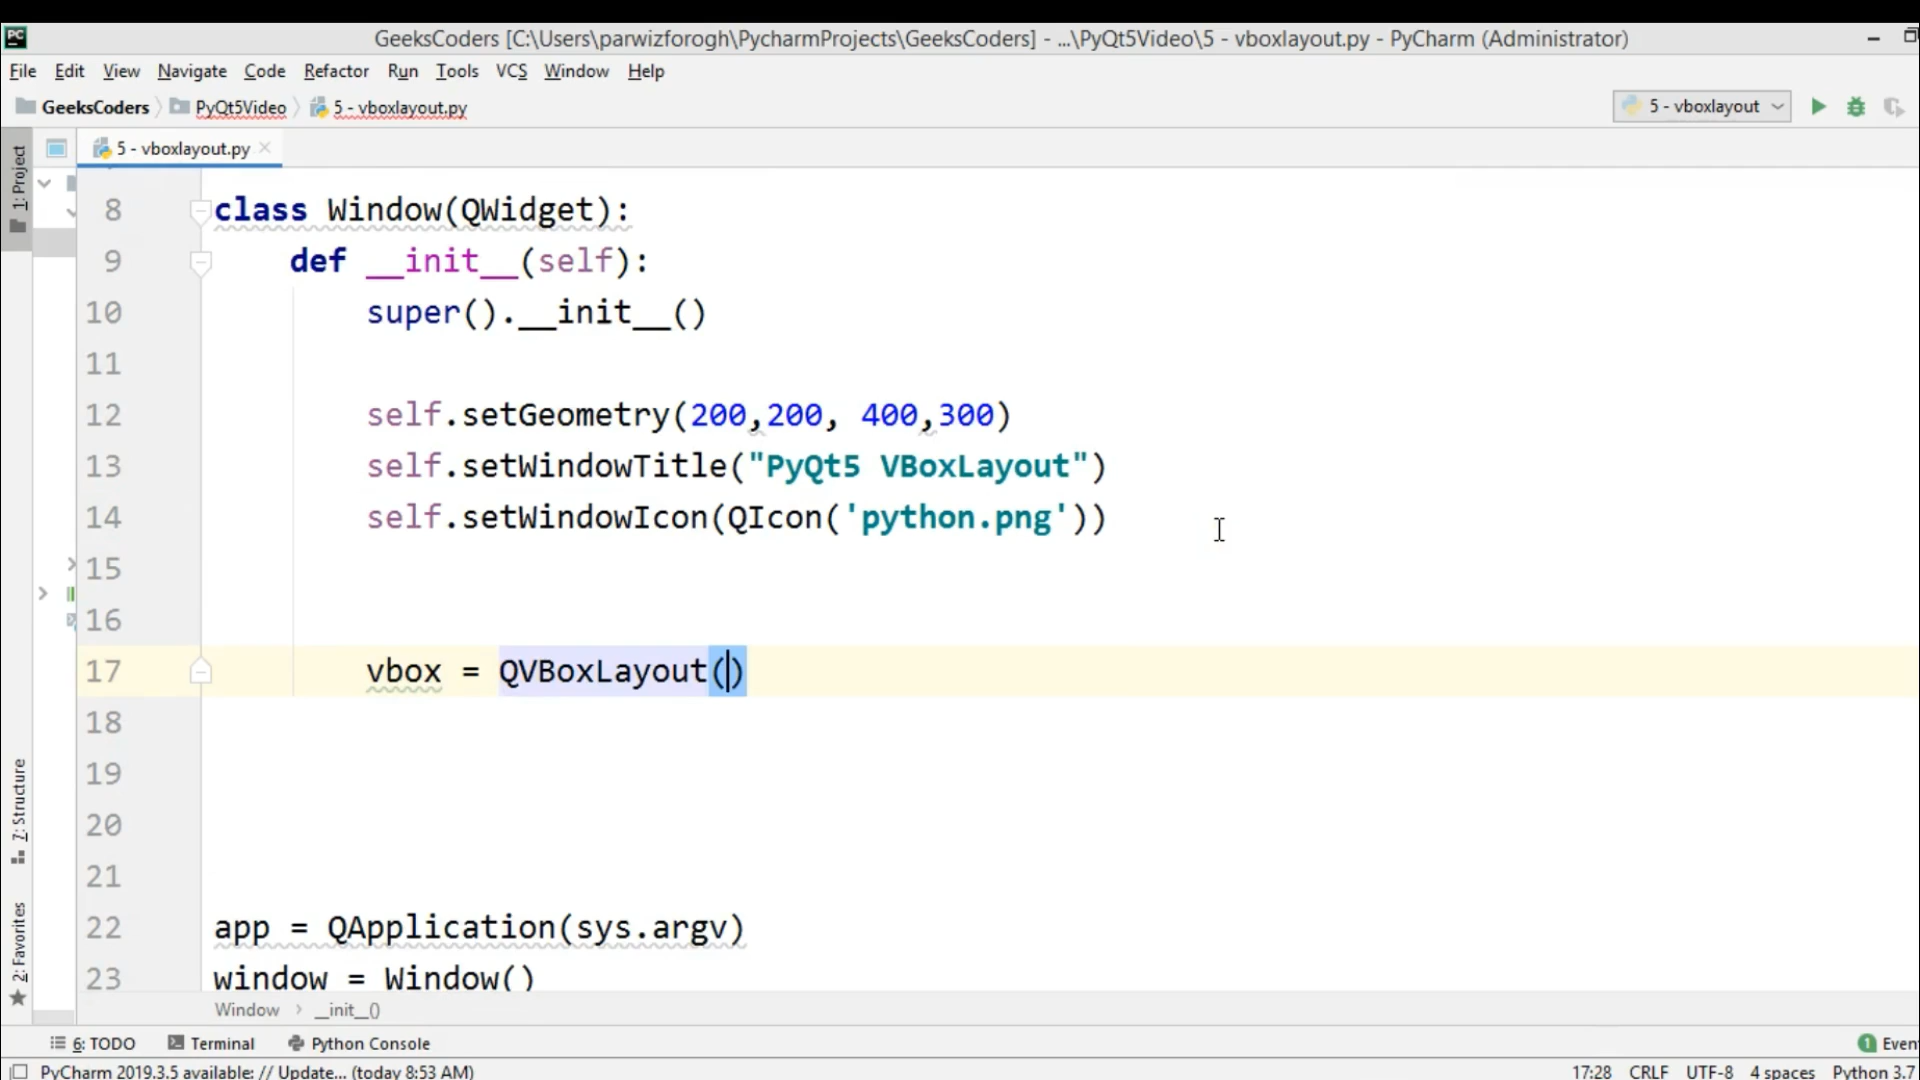 PC GeeksCoders [C:\Users\parwizforogh\PycharmProjects\GeeksCoders] - ...\PyQt5Video\5 - vboxlayout.py - PyCharm (Administrator)
File Edit View Navigate Code Refactor Run Tools VCS Window Help
GeeksCoders PyQt5Video 5 - vboxlayout.py 5 - vboxlayout
1: Project
5 - vboxlayout.py
8 class Window(QWidget):
9 def __init__(self):
10 super().__init__()
11
12 self.setGeometry(200,200, 400,300)
13 self.setWindowTitle("PyQt5 VBoxLayout")
14 self.setWindowIcon(QIcon('python.png'))
15
16
17 vbox = QVBoxLayout()
18
19
20
21
22 app = QApplication(sys.argv)
23 window = Window()
7: Structure
2: Favorites
Window › __init__()
6: TODO Terminal Python Console 1 Even
PyCharm 2019.3.5 available: // Update... (today 8:53 AM) 17:28 CRLF UTF-8 4 spaces Python 3.7